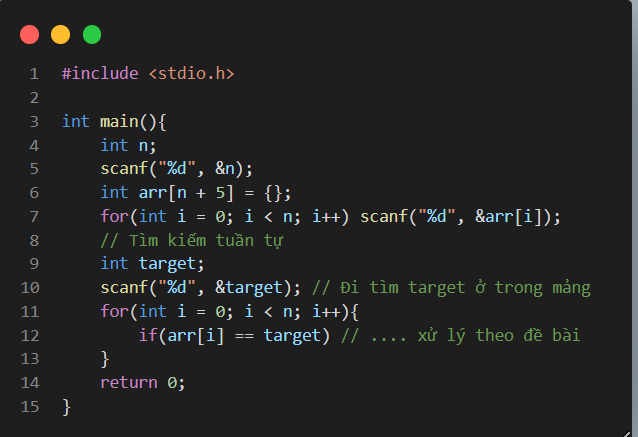 1 #include <stdio.h>
2
3 int main(){
4     int n;
5     scanf("%d", &n);
6     int arr[n + 5] = {};
7     for(int i = 0; i < n; i++) scanf("%d", &arr[i]);
8     // Tìm kiếm tuần tự
9     int target;
10     scanf("%d", &target); // Đi tìm target ở trong mảng
11     for(int i = 0; i < n; i++){
12         if(arr[i] == target) // .... xử lý theo đề bài
13     }
14     return 0;
15 }